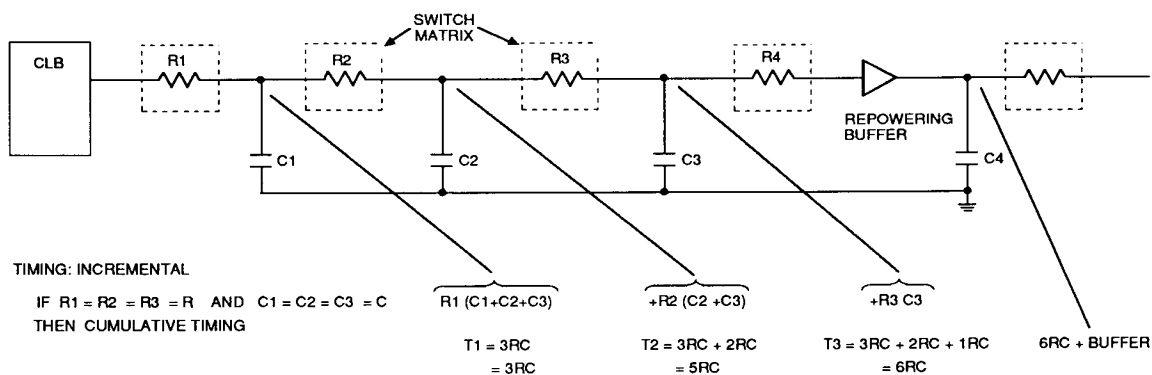 SWITCH
MATRIX
CLB
R1
R2
R3
R4
REPOWERING
BUFFER
C1
C2
C3
C4
TIMING: INCREMENTAL
IF R1 = R2 = R3 = R AND C1 = C2 = C3 = C
THEN CUMULATIVE TIMING
R1 (C1+C2+C3)
+R2 (C2 +C3)
+R3 C3
T1 = 3RC
= 3RC
T2 = 3RC + 2RC
= 5RC
T3 = 3RC + 2RC + 1RC
= 6RC
6RC + BUFFER